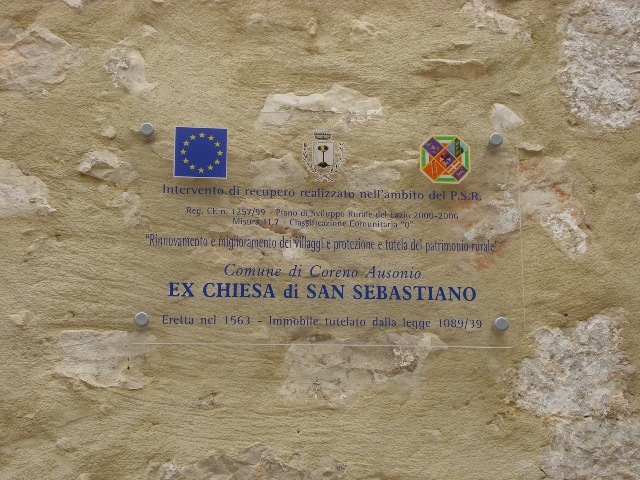 Intervento di recupero realizzato nell'ambito del P.S.R.
Reg. CE n. 1257/99 - Piano di Sviluppo Rurale del Lazio 2000-2006
Misura 11.7 - Classificazione Comunitaria "0"
"Rinnovamento e miglioramento dei villaggi e protezione e tutela del patrimonio rurale"
Comune di Coreno Ausonio
EX CHIESA di SAN SEBASTIANO
Eretta nel 1563 - Immobile tutelato dalla legge 1089/39